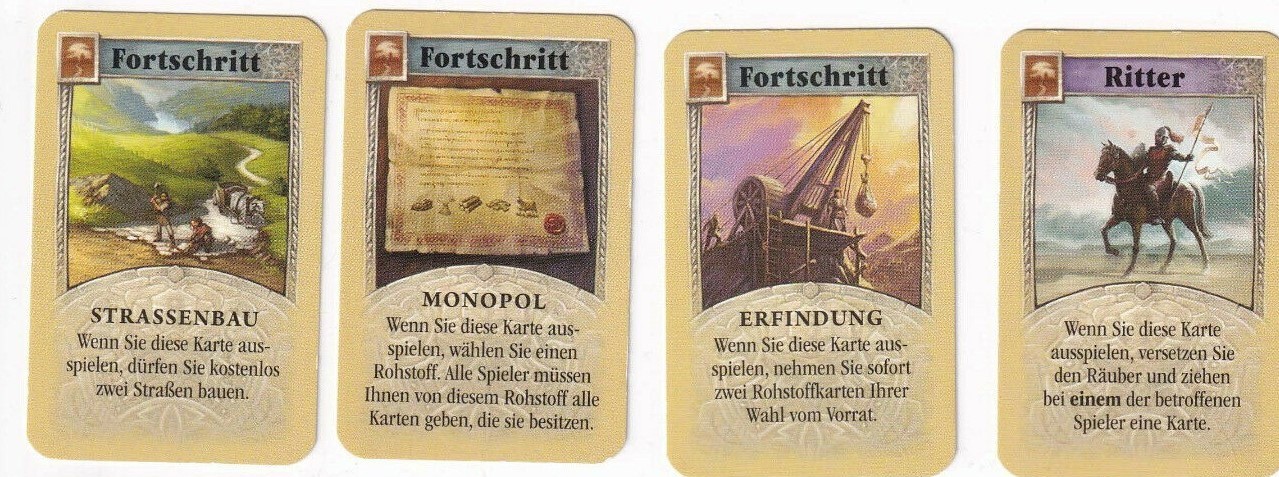 Fortschritt
STRASSENBAU
Wenn Sie diese Karte aus-
spielen, dürfen Sie kostenlos
zwei Straßen bauen.
Fortschritt
MONOPOL
Wenn Sie diese Karte aus-
spielen, wählen Sie einen
Rohstoff. Alle Spieler müssen
Ihnen von diesem Rohstoff alle
Karten geben, die sie besitzen.
Fortschritt
ERFINDUNG
Wenn Sie diese Karte aus-
spielen, nehmen Sie sofort
zwei Rohstoffkarten Ihrer
Wahl vom Vorrat.
Ritter
Wenn Sie diese Karte
ausspielen, versetzen Sie
den Räuber und ziehen
bei einem der betroffenen
Spieler eine Karte.